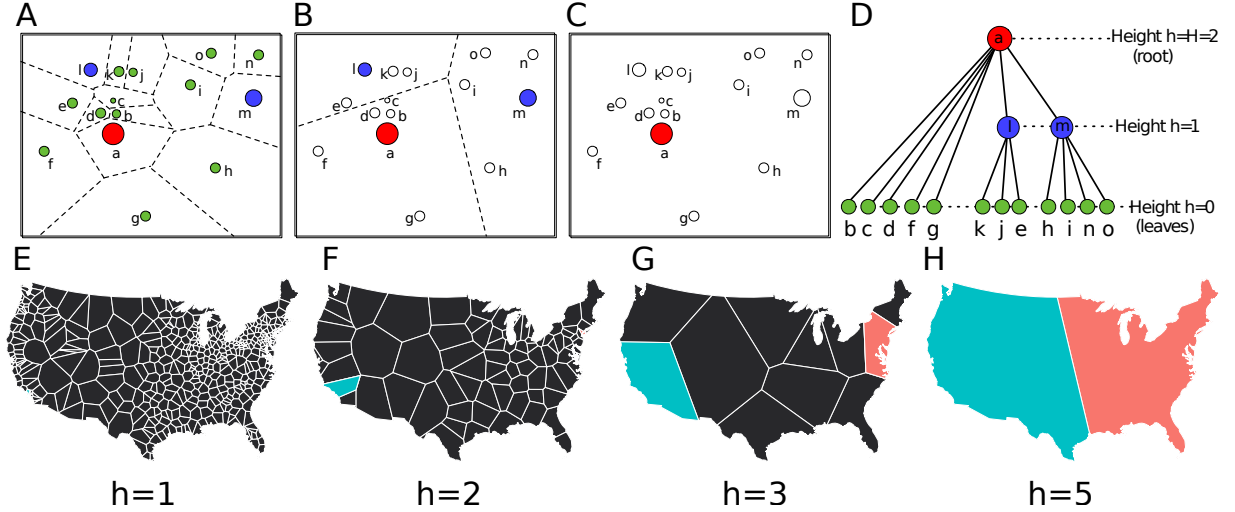 A
B
C
D
l
k
j
o
n
i
e
c
d
b
m
a
f
h
g
l
k
j
o
n
i
e
c
d
b
m
a
f
h
g
l
k
j
o
n
i
e
c
d
b
m
a
f
h
g
a
Height h=H=2
(root)
l
m
Height h=1
Height h=0
(leaves)
b c d f g k j e h i n o
E
F
G
H
h=1
h=2
h=3
h=5